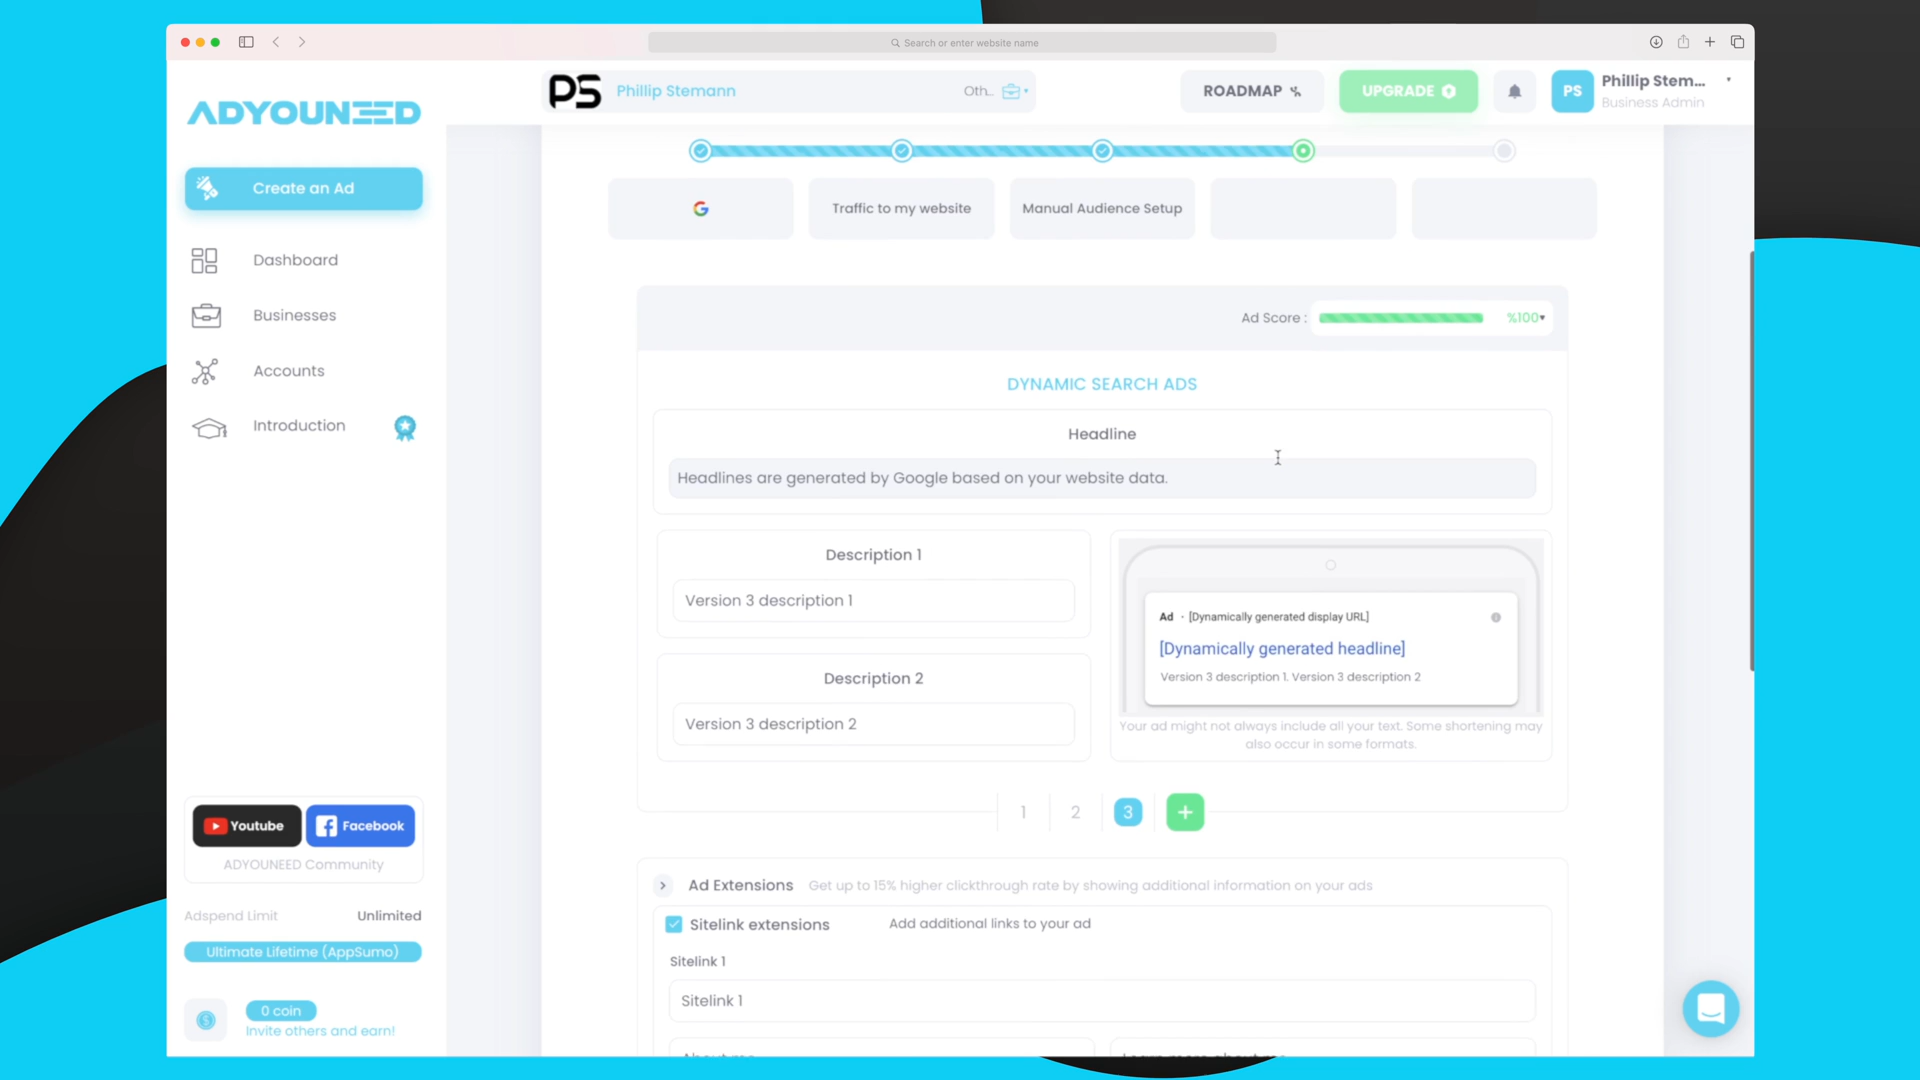 Search or enter website name
ADYOUNEED
PS
Phillip Stemann
Oth..
ROADMAP
UPGRADE
PS
Phillip Stem...
Business Admin
Create an Ad
Dashboard
Businesses
Accounts
Introduction
G
Traffic to my website
Manual Audience Setup
Ad Score :
%100
DYNAMIC SEARCH ADS
Headline
Headlines are generated by Google based on your website data.
Description 1
Version 3 description 1
Description 2
Version 3 description 2
Ad - [Dynamically generated display URL]
[Dynamically generated headline]
Version 3 description 1. Version 3 description 2
Your ad might not always include all your text. Some shortening may
also occur in some formats.
1 2 3 +
Ad Extensions Get up to 15% higher clickthrough rate by showing additional information on your ads
Sitelink extensions Add additional links to your ad
Sitelink 1
Sitelink 1
Youtube
Facebook
ADYOUNEED Community
Adspend Limit Unlimited
Ultimate Lifetime (AppSumo)
0 coin
Invite others and earn!